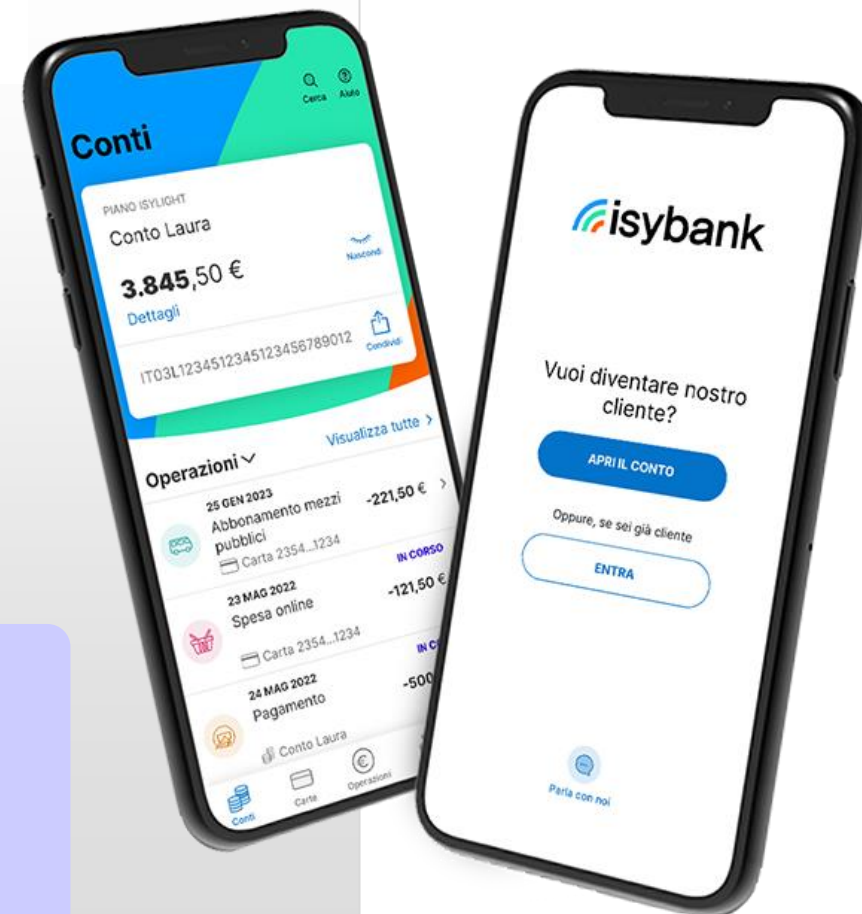 Cerca
Aiuto
Conti
PIANO ISYLIGHT
Conto Laura
3.845,50 €
Nascondi
Dettagli
IT03L1234512345123456789012
Condividi
Operazioni
Visualizza tutte
25 GEN 2023
Abbonamento mezzi
pubblici
-221,50 €
Carta 2354...1234
IN CORSO
23 MAG 2022
Spesa online
-121,50 €
Carta 2354...1234
24 MAG 2022
Pagamento
-500
Conto Laura
Conti
Carte
Operazioni
isybank
Vuoi diventare nostro
cliente?
APRI IL CONTO
Oppure, se sei già cliente
ENTRA
Parla con noi